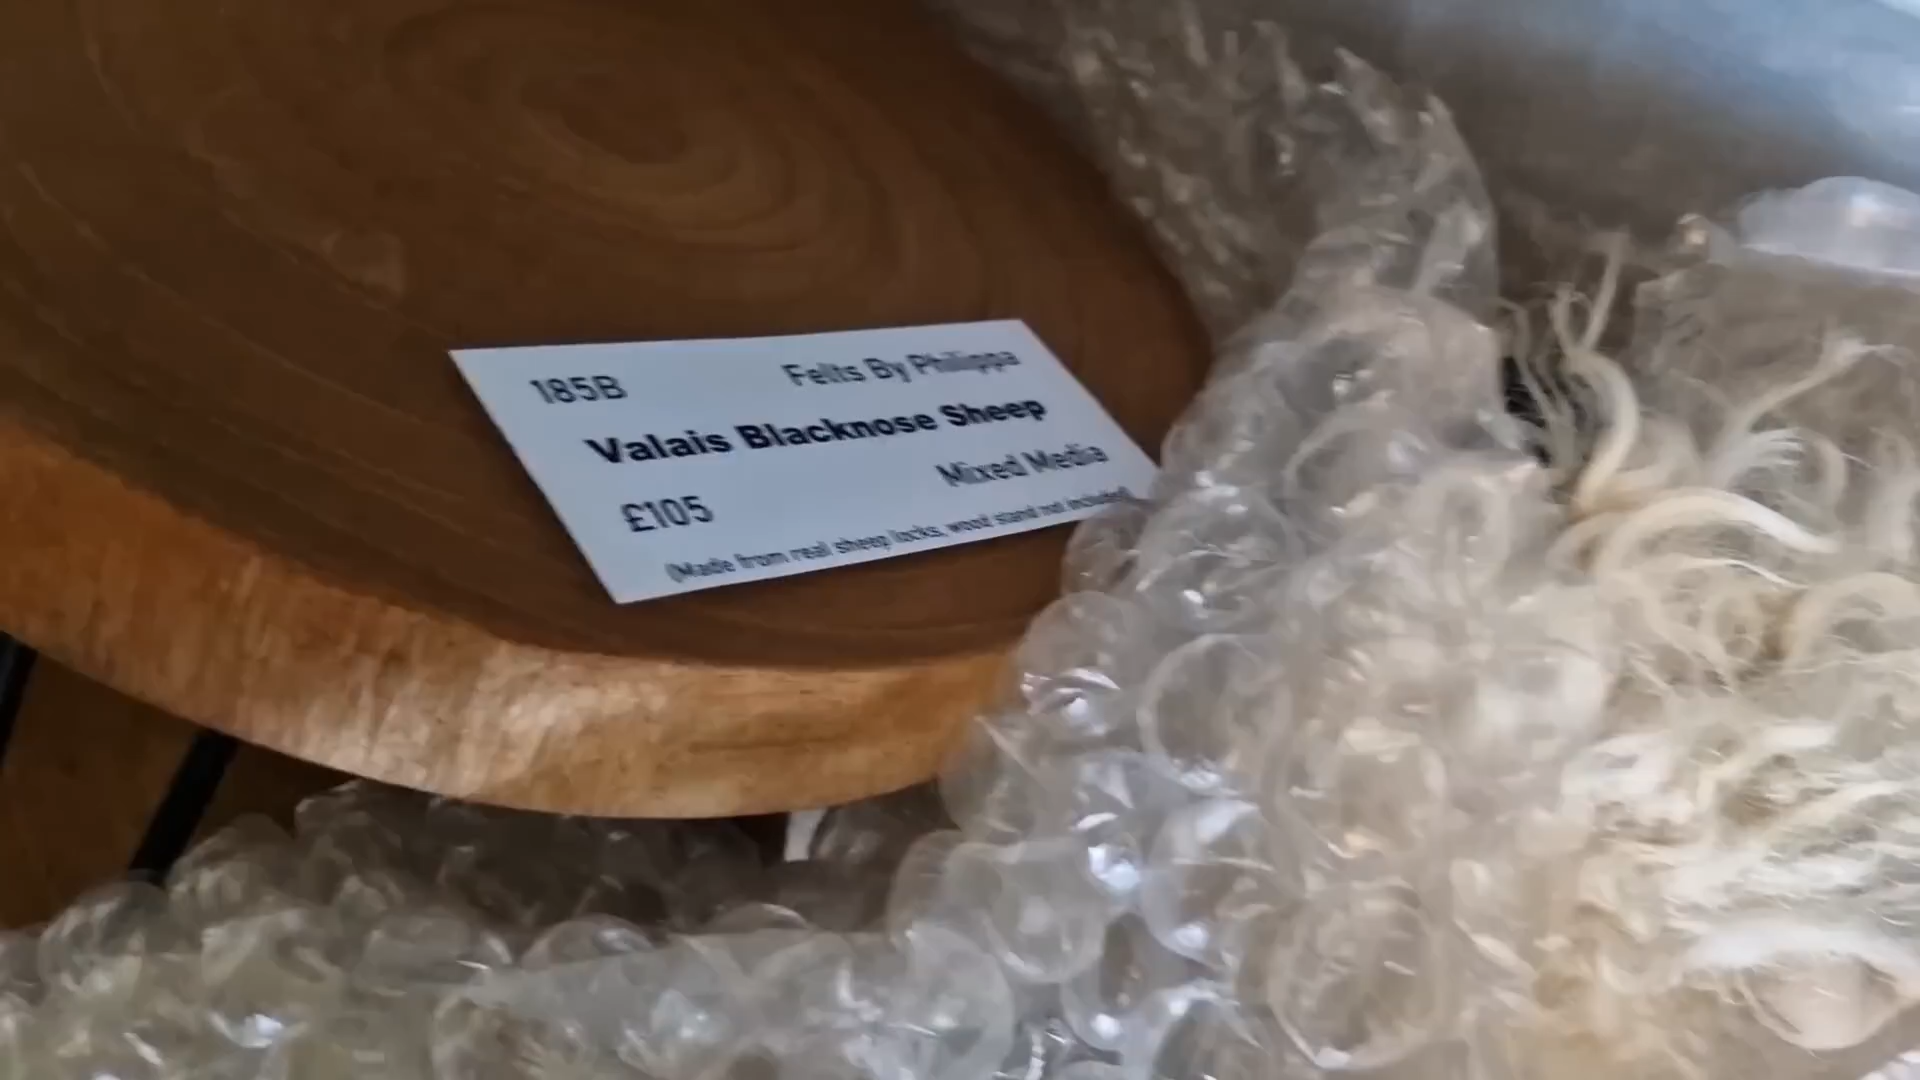 185B Felts By Philippa
Valais Blacknose Sheep
£105 Mixed Media
(Made from real sheep locks, wood stand not included)